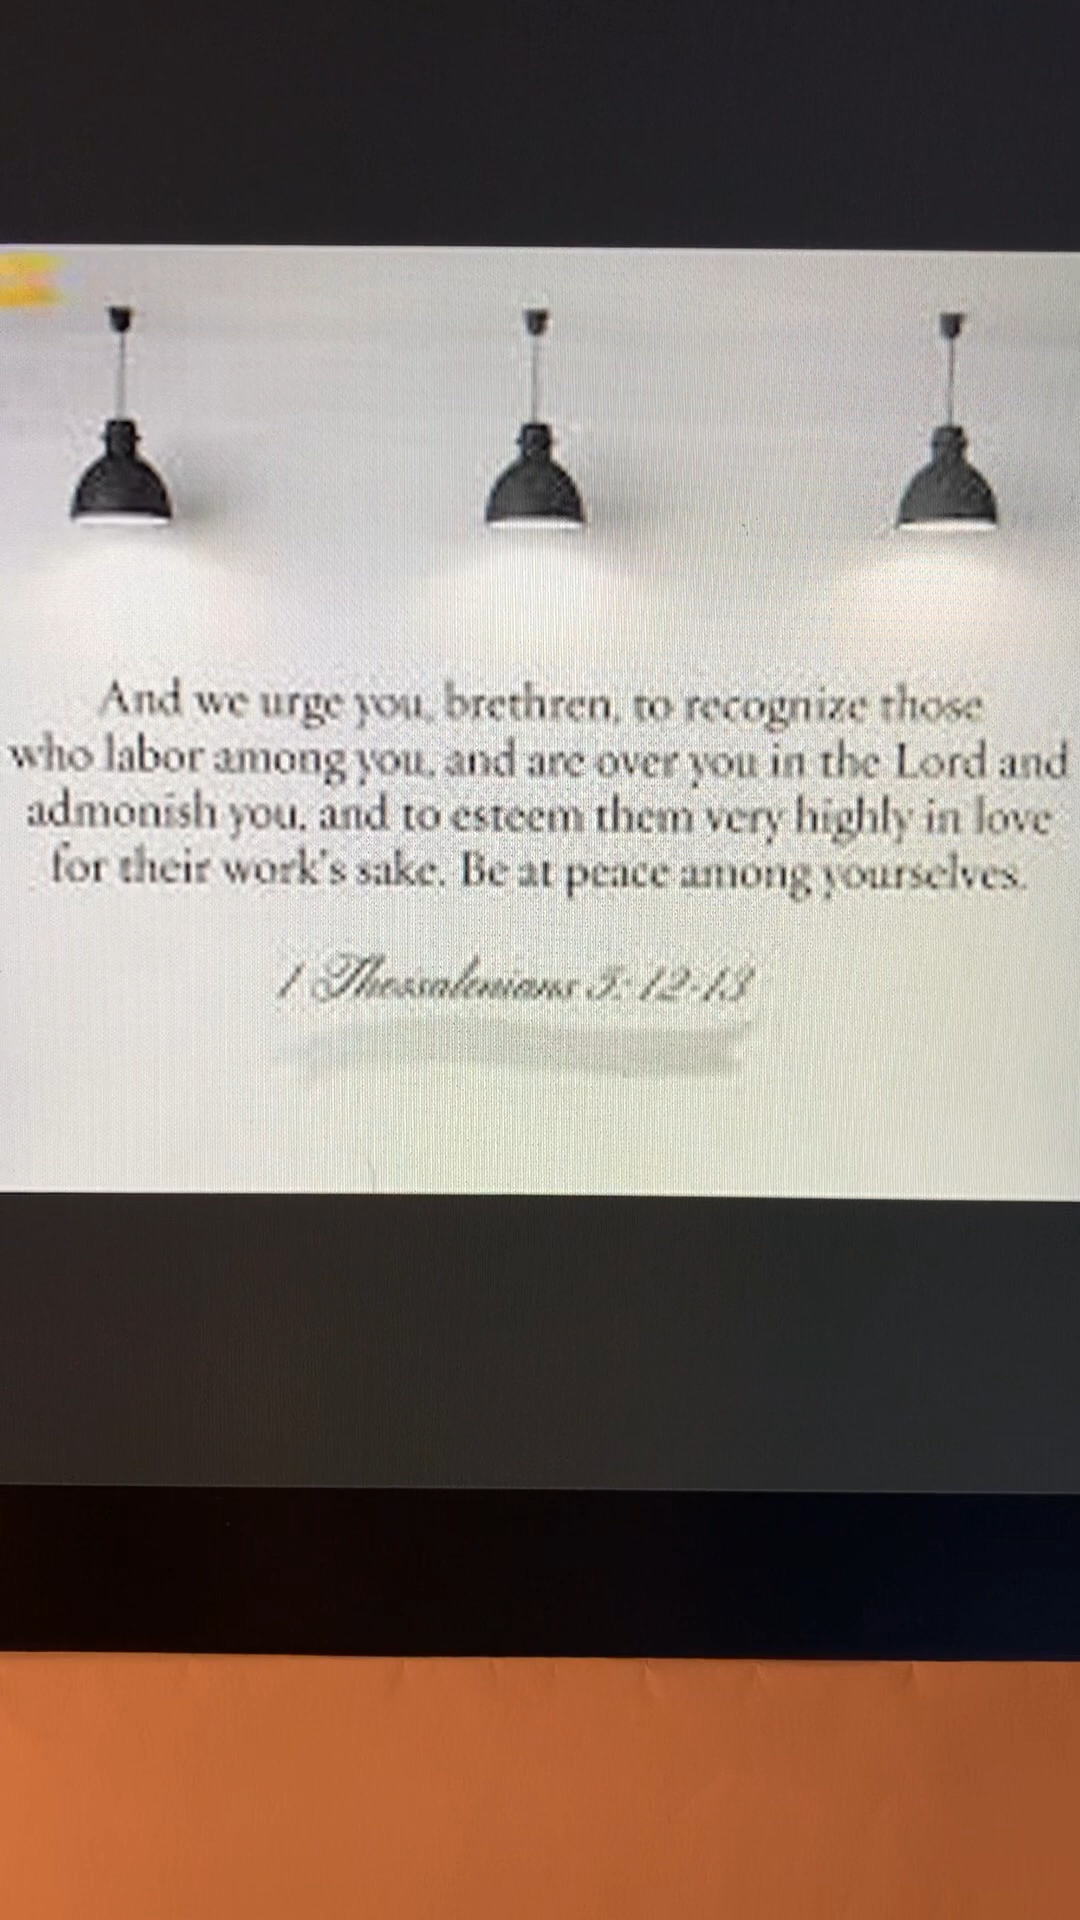 And we urge you, brethren, to recognize those
who labor among you, and are over you in the Lord and
admonish you, and to esteem them very highly in love
for their work's sake. Be at peace among yourselves.
1 Thessalonians 5:12-13